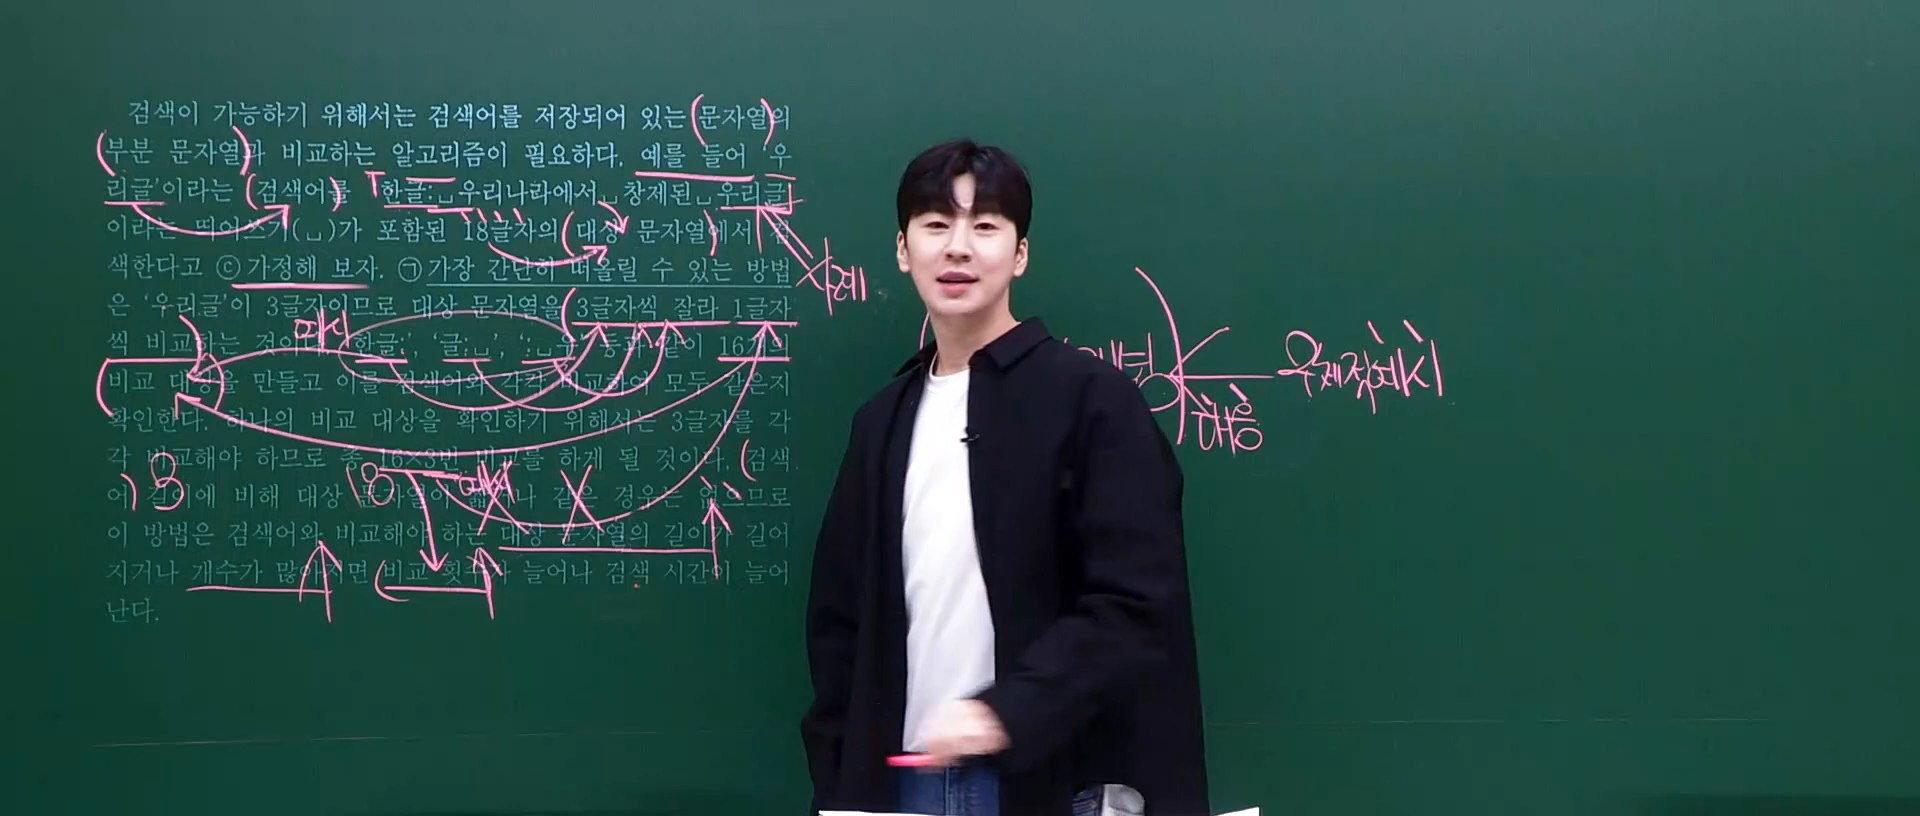 검색이 가능하기 위해서는 검색어를 저장되어 있는 문자열의
부분 문자열과 비교하는 알고리즘이 필요하다. 예를 들어 ‘우
리글’이라는 검색어를 ‘한글:␣우리나라에서␣창제된␣우리글’
이라는 띄어쓰기(␣)가 포함된 18글자의 대상 문자열에서 검
색한다고 ⓒ가정해 보자. ㉠가장 간단히 떠올릴 수 있는 방법
은 ‘우리글’이 3글자이므로 대상 문자열을 3글자씩 잘라 1글자
씩 비교하는 것이다. ‘한글:’, ‘글:␣’, ‘:␣우’ 등과 같이 16개의
비교 대상을 만들고 이를 검색어와 각각 비교하여 모두 같은지
확인한다. 하나의 비교 대상을 확인하기 위해서는 3글자를 각
각 비교해야 하므로 총 16×3번 비교를 하게 될 것이다. 검색
어 길이에 비해 대상 문자열이 짧거나 같은 경우는 없으므로
이 방법은 검색어와 비교해야 하는 대상 문자열의 길이가 길어
지거나 개수가 많아지면 비교 횟수가 늘어나 검색 시간이 늘어
난다.
사례
예시
대응